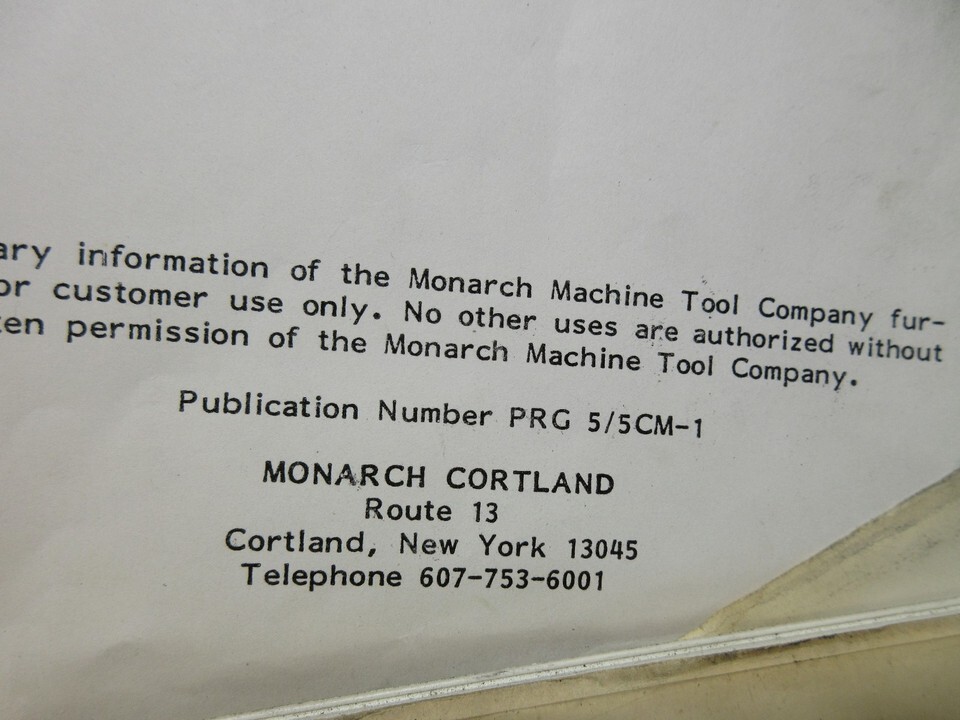 ary information of the Monarch Machine Tool Company fur-
or customer use only. No other uses are authorized without
ten permission of the Monarch Machine Tool Company.
Publication Number PRG 5/5CM-1
MONARCH CORTLAND
Route 13
Cortland, New York 13045
Telephone 607-753-6001